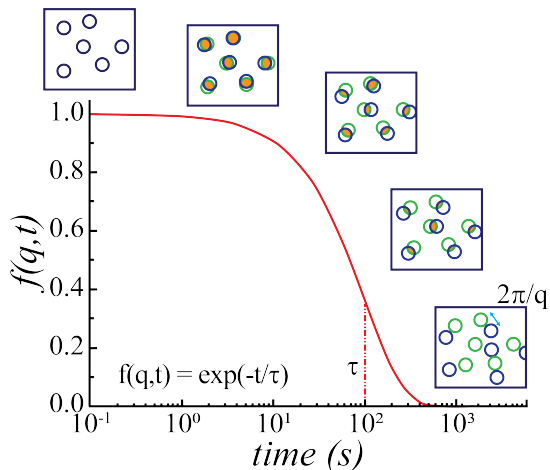 2π/q
f(q,t)
1.0
0.8
0.6
0.4
0.2
0.0
τ
f(q,t) = exp(-t/τ)
10⁻¹ 10⁰ 10¹ 10² 10³
time (s)